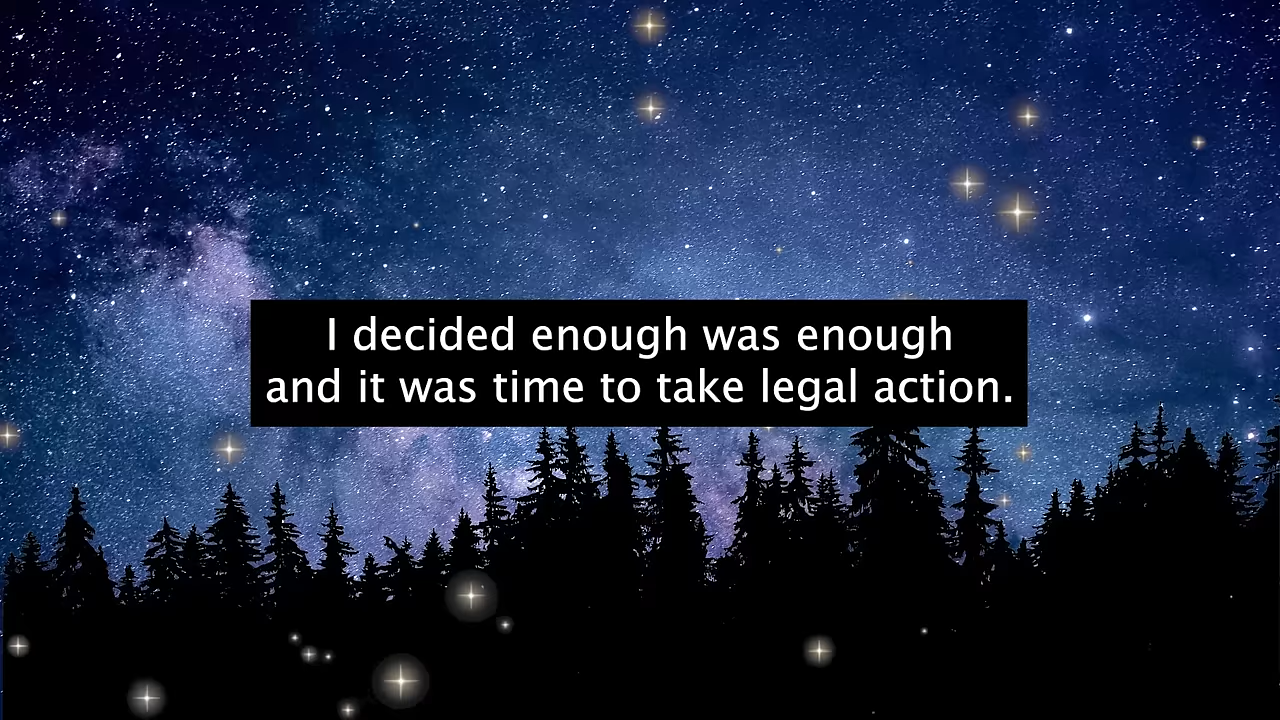 I decided enough was enough
and it was time to take legal action.